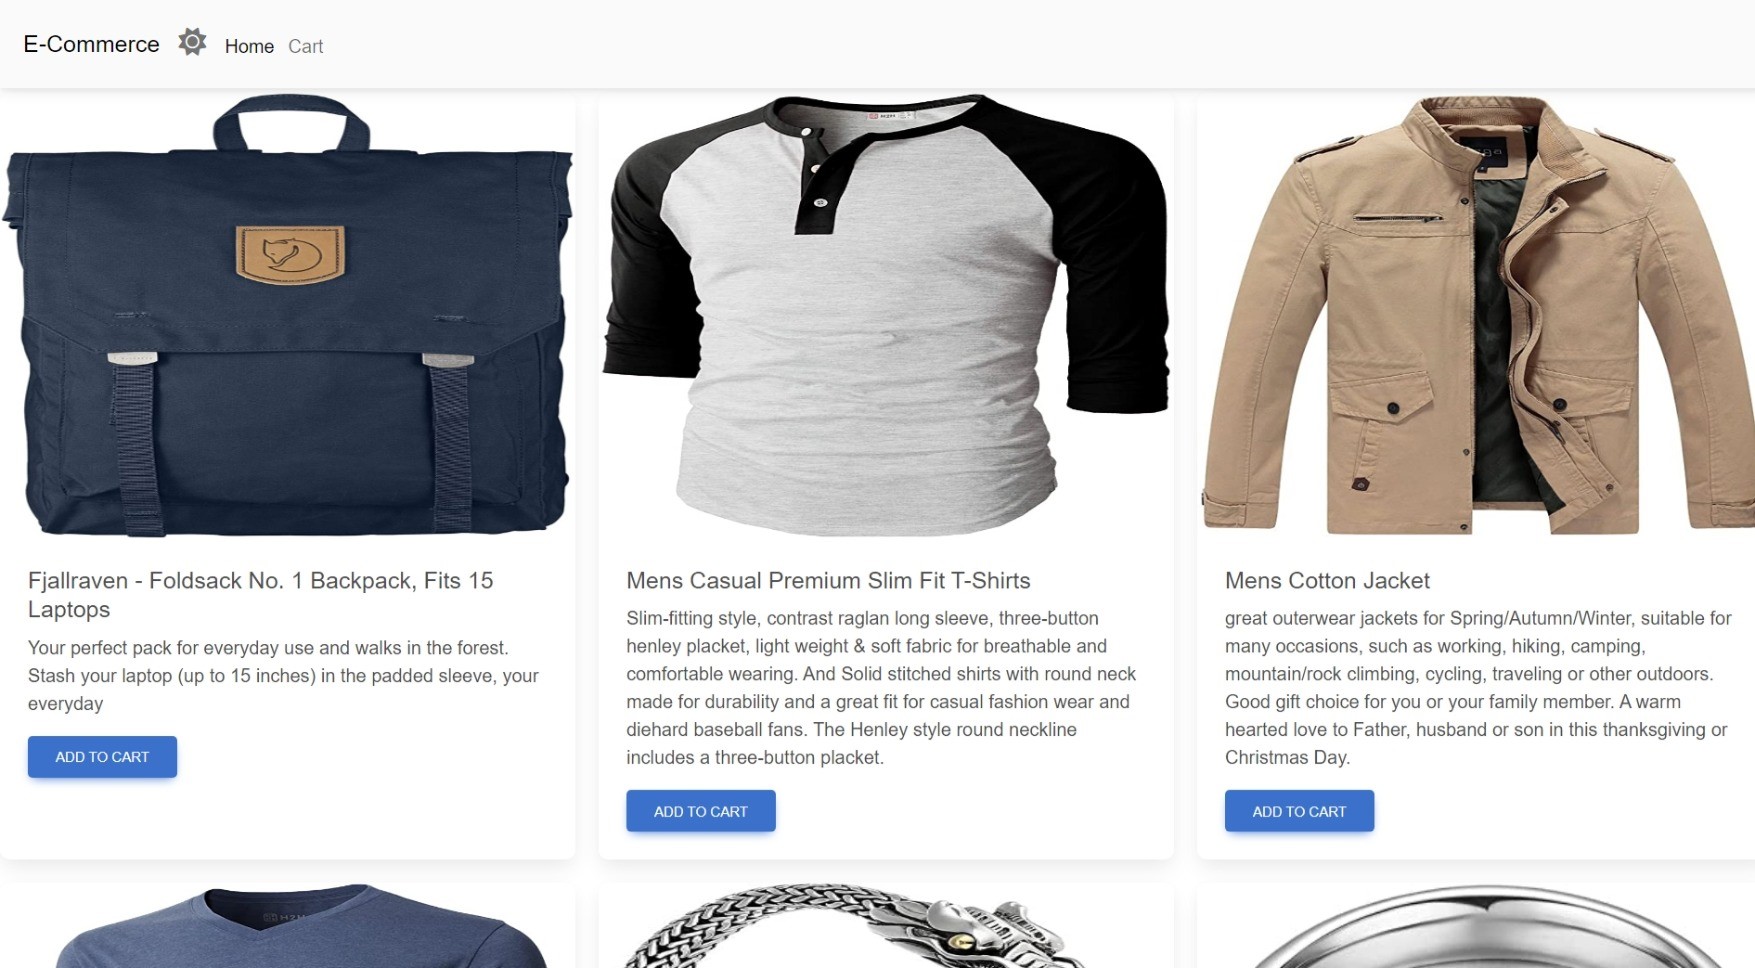 E-Commerce Home Cart
Fjallraven - Foldsack No. 1 Backpack, Fits 15
Laptops
Your perfect pack for everyday use and walks in the forest.
Stash your laptop (up to 15 inches) in the padded sleeve, your
everyday
ADD TO CART
Mens Casual Premium Slim Fit T-Shirts
Slim-fitting style, contrast raglan long sleeve, three-button
henley placket, light weight & soft fabric for breathable and
comfortable wearing. And Solid stitched shirts with round neck
made for durability and a great fit for casual fashion wear and
diehard baseball fans. The Henley style round neckline
includes a three-button placket.
ADD TO CART
Mens Cotton Jacket
great outerwear jackets for Spring/Autumn/Winter, suitable for
many occasions, such as working, hiking, camping,
mountain/rock climbing, cycling, traveling or other outdoors.
Good gift choice for you or your family member. A warm
hearted love to Father, husband or son in this thanksgiving or
Christmas Day.
ADD TO CART